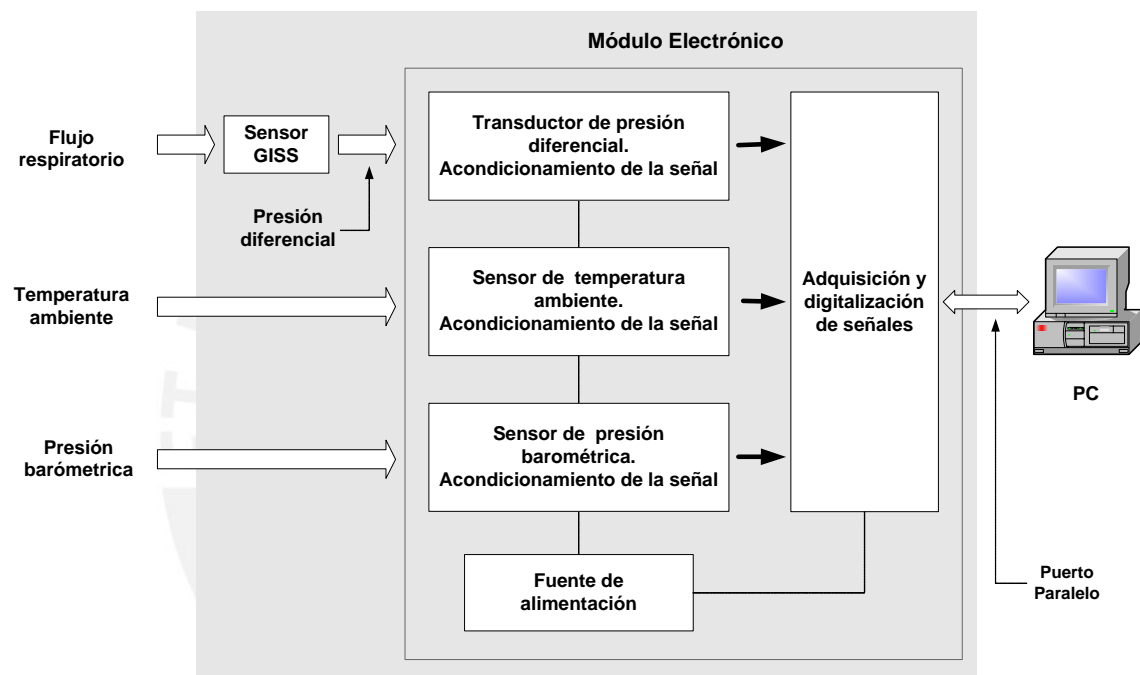 Módulo Electrónico
Flujo
respiratorio
Sensor
GISS
Presión
diferencial
Transductor de presión
diferencial.
Acondicionamiento de la señal
Temperatura
ambiente
Sensor de temperatura
ambiente.
Acondicionamiento de la señal
Adquisición y
digitalización
de señales
PC
Presión
barómetrica
Sensor de presión
barométrica.
Acondicionamiento de la señal
Fuente de
alimentación
Puerto
Paralelo